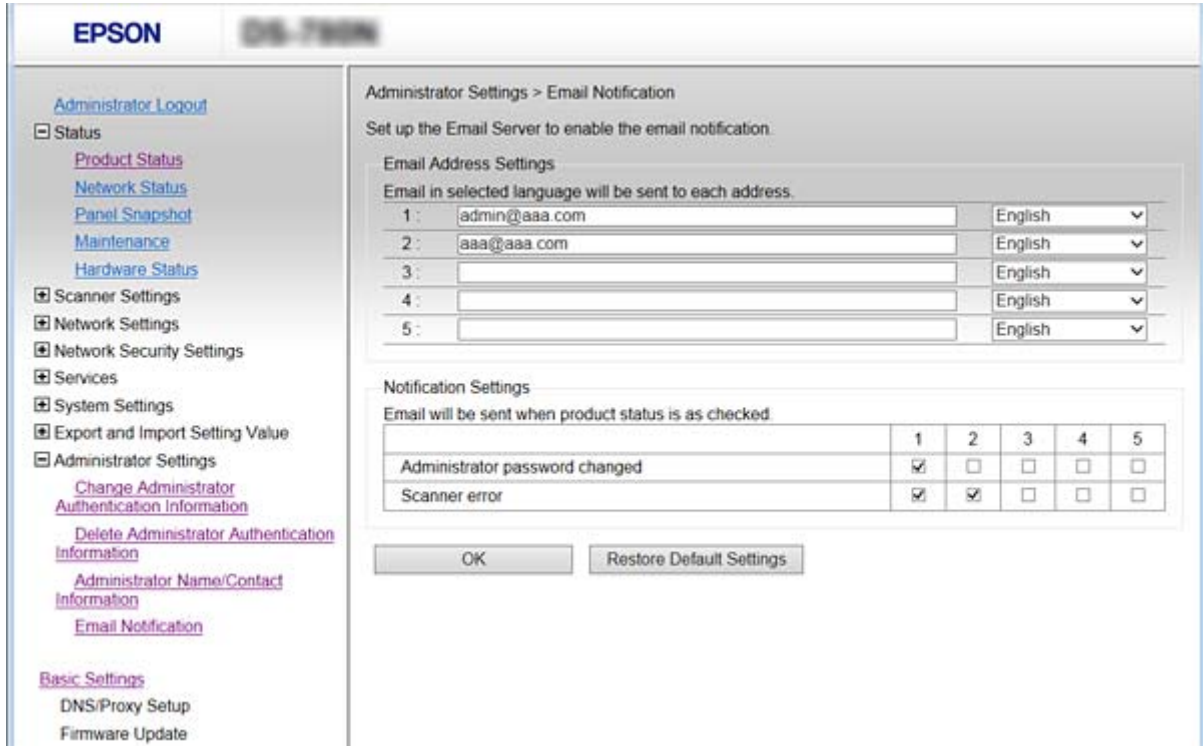 EPSON
Administrator Logout
Status
Product Status
Network Status
Panel Snapshot
Maintenance
Hardware Status
Scanner Settings
Network Settings
Network Security Settings
Services
System Settings
Export and Import Setting Value
Administrator Settings
Change Administrator
Authentication Information
Delete Administrator Authentication
Information
Administrator Name/Contact
Information
Email Notification
Basic Settings
DNS/Proxy Setup
Firmware Update
Administrator Settings > Email Notification
Set up the Email Server to enable the email notification.
Email Address Settings
Email in selected language will be sent to each address.
1 : admin@aaa.com English
2 : aaa@aaa.com English
3 : English
4 : English
5 : English
Notification Settings
Email will be sent when product status is as checked.
1 2 3 4 5
Administrator password changed
Scanner error
OK Restore Default Settings